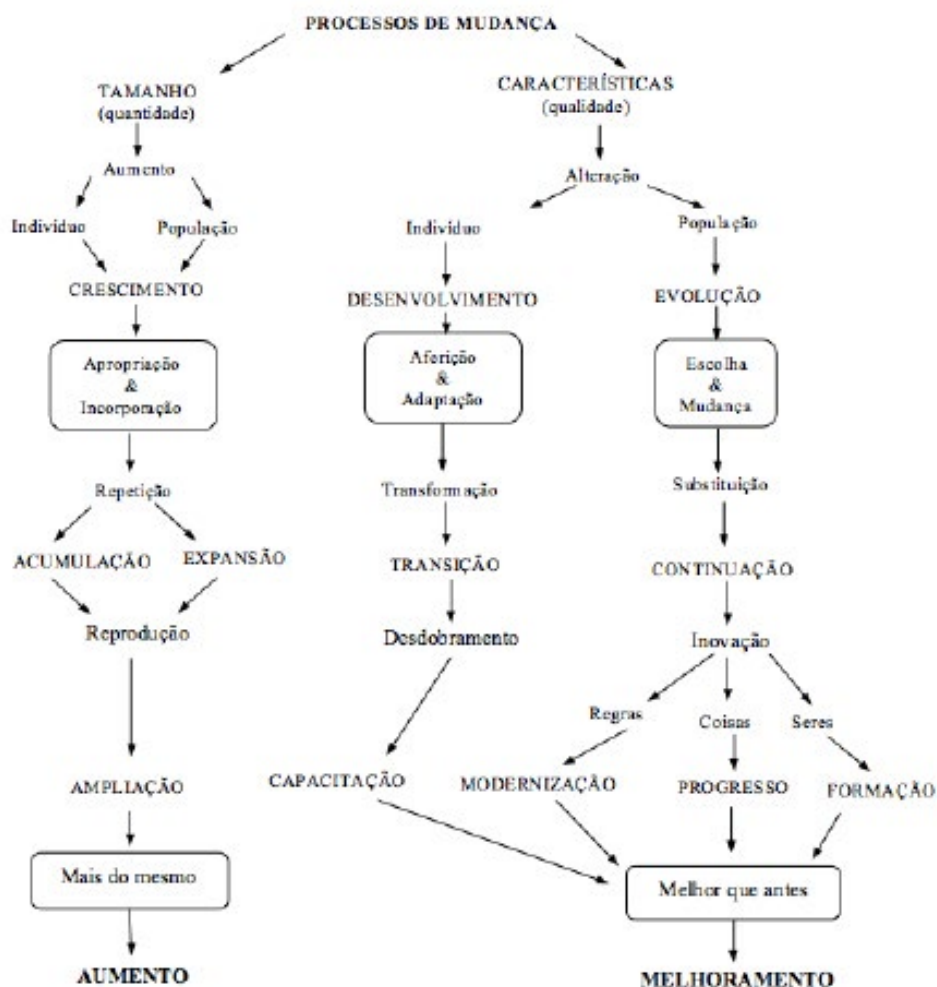 PROCESSOS DE MUDANÇA
TAMANHO
(quantidade)
CARACTERÍSTICAS
(qualidade)
Aumento
Alteração
Indivíduo
População
Indivíduo
População
CRESCIMENTO
DESENVOLVIMENTO
EVOLUÇÃO
Apropriação
&
Incorporação
Aferição
&
Adaptação
Escolha
&
Mudança
Repetição
Transformação
Substituição
ACUMULAÇÃO
EXPANSÃO
TRANSIÇÃO
CONTINUAÇÃO
Reprodução
Desdobramento
Inovação
Regras
Coisas
Seres
AMPLIAÇÃO
CAPACITAÇÃO
MODERNIZAÇÃO
PROGRESSO
FORMAÇÃO
Mais do mesmo
Melhor que antes
AUMENTO
MELHORAMENTO